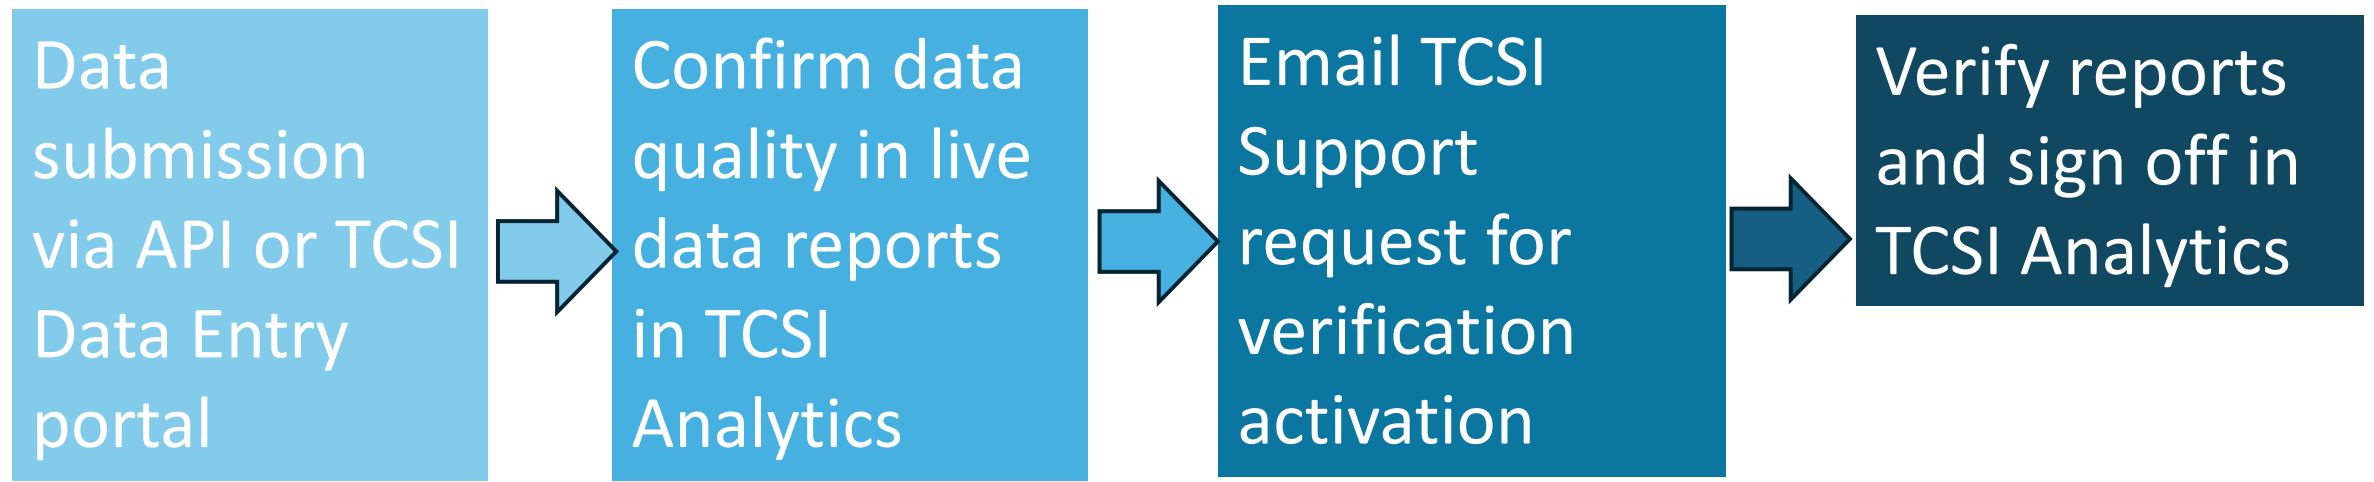 Data
submission
via API or TCSI
Data Entry
portal
Confirm data
quality in live
data reports
in TCSI
Analytics
Email TCSI
Support
request for
verification
activation
Verify reports
and sign off in
TCSI Analytics